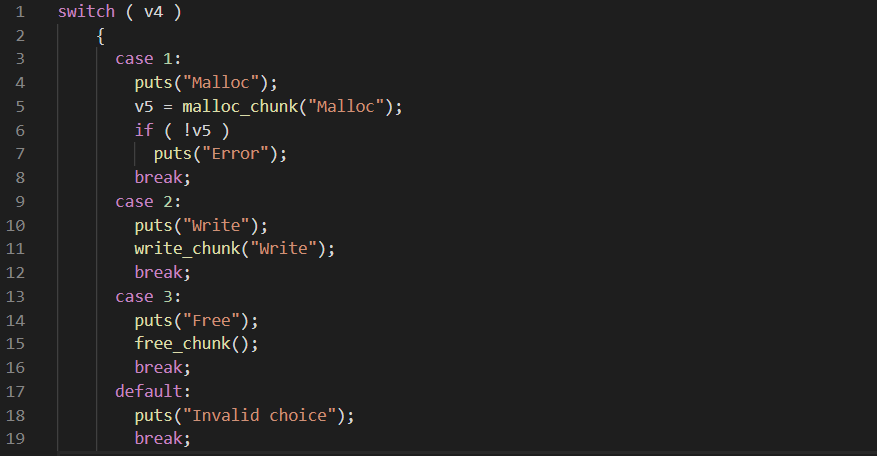 1 switch ( v4 )
2 {
3 case 1:
4 puts("Malloc");
5 v5 = malloc_chunk("Malloc");
6 if ( !v5 )
7 puts("Error");
8 break;
9 case 2:
10 puts("Write");
11 write_chunk("Write");
12 break;
13 case 3:
14 puts("Free");
15 free_chunk();
16 break;
17 default:
18 puts("Invalid choice");
19 break;